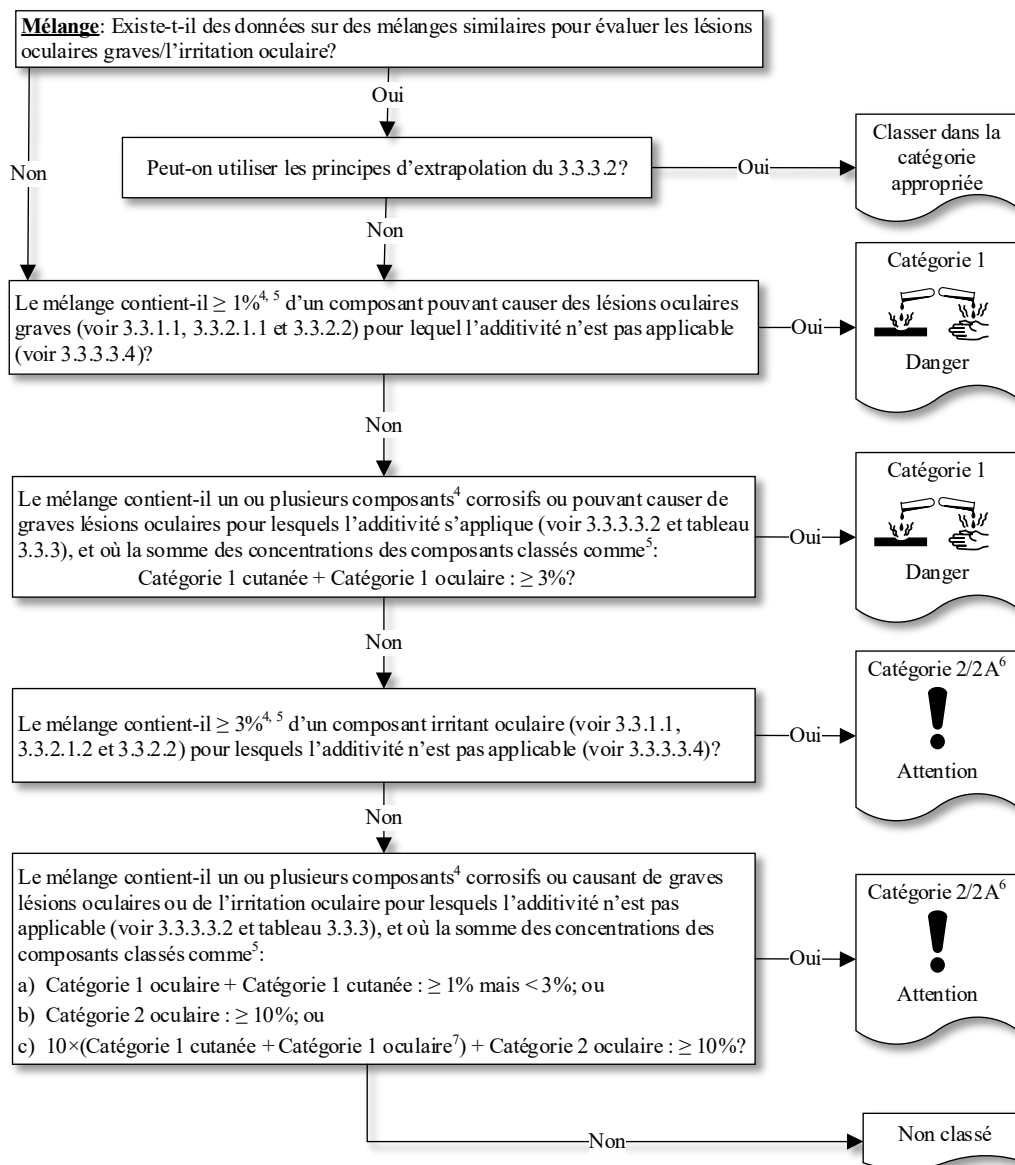 Mélange: Existe-t-il des données sur des mélanges similaires pour évaluer les lésions
oculaires graves/l’irritation oculaire?
Oui
Non
Peut-on utiliser les principes d’extrapolation du 3.3.3.2?
Oui
Classer dans la
catégorie
appropriée
Non
Le mélange contient-il ≥ 1%4, 5 d’un composant pouvant causer des lésions oculaires
graves (voir 3.3.1.1, 3.3.2.1.1 et 3.3.2.2) pour lequel l’additivité n’est pas applicable
(voir 3.3.3.3.4)?
Oui
Catégorie 1
Danger
Non
Le mélange contient-il un ou plusieurs composants4 corrosifs ou pouvant causer de
graves lésions oculaires pour lesquels l’additivité s’applique (voir 3.3.3.3.2 et tableau
3.3.3), et où la somme des concentrations des composants classés comme5:
Catégorie 1 cutanée + Catégorie 1 oculaire : ≥ 3%?
Oui
Catégorie 1
Danger
Non
Le mélange contient-il ≥ 3%4, 5 d’un composant irritant oculaire (voir 3.3.1.1,
3.3.2.1.2 et 3.3.2.2) pour lesquels l’additivité n’est pas applicable (voir 3.3.3.3.4)?
Oui
Catégorie 2/2A6
Attention
Non
Le mélange contient-il un ou plusieurs composants4 corrosifs ou causant de graves
lésions oculaires ou de l’irritation oculaire pour lesquels l’additivité n’est pas
applicable (voir 3.3.3.3.2 et tableau 3.3.3), et où la somme des concentrations des
composants classés comme5:
a) Catégorie 1 oculaire + Catégorie 1 cutanée : ≥ 1% mais < 3%; ou
b) Catégorie 2 oculaire : ≥ 10%; ou
c) 10×(Catégorie 1 cutanée + Catégorie 1 oculaire7) + Catégorie 2 oculaire : ≥ 10%?
Oui
Catégorie 2/2A6
Attention
Non
Non classé